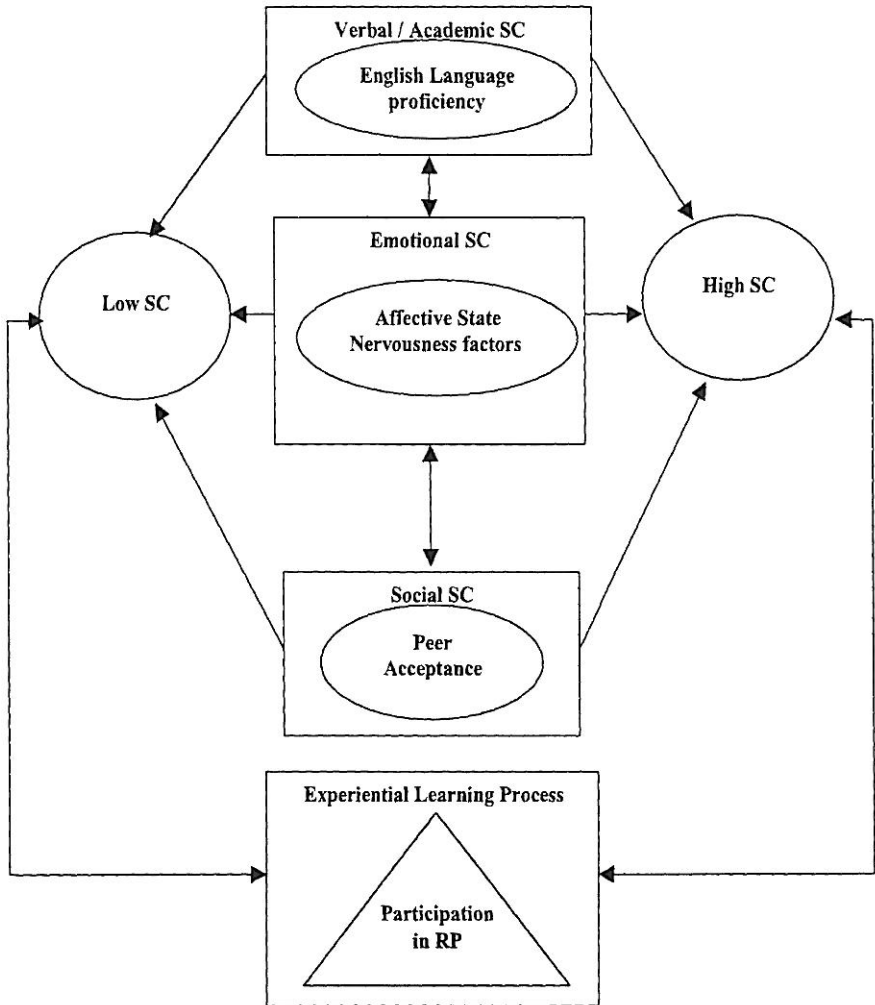 Verbal / Academic SC
English Language
proficiency
Emotional SC
Low SC
High SC
Affective State
Nervousness factors
Social SC
Peer
Acceptance
Experiential Learning Process
Participation
in RP